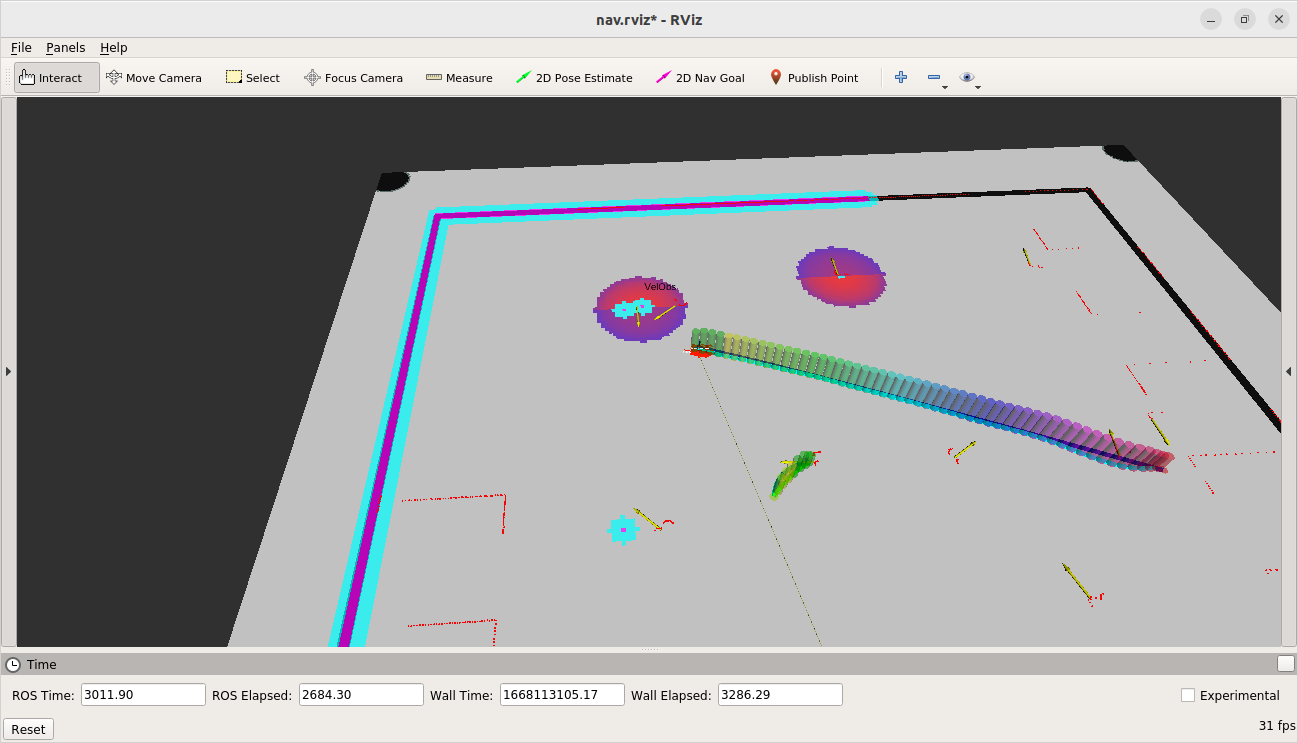 nav.rviz* - RViz
File Panels Help
Interact Move Camera Select Focus Camera Measure 2D Pose Estimate 2D Nav Goal Publish Point
VelObs
Time
ROS Time: 3011.90 ROS Elapsed: 2684.30 Wall Time: 1668113105.17 Wall Elapsed: 3286.29 Experimental
Reset 31 fps